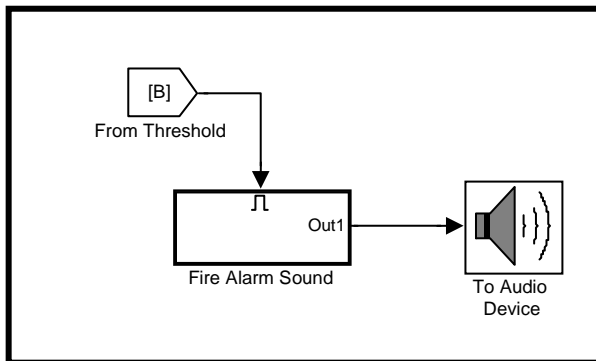 [B]
From Threshold
Out1
Fire Alarm Sound
To Audio
Device